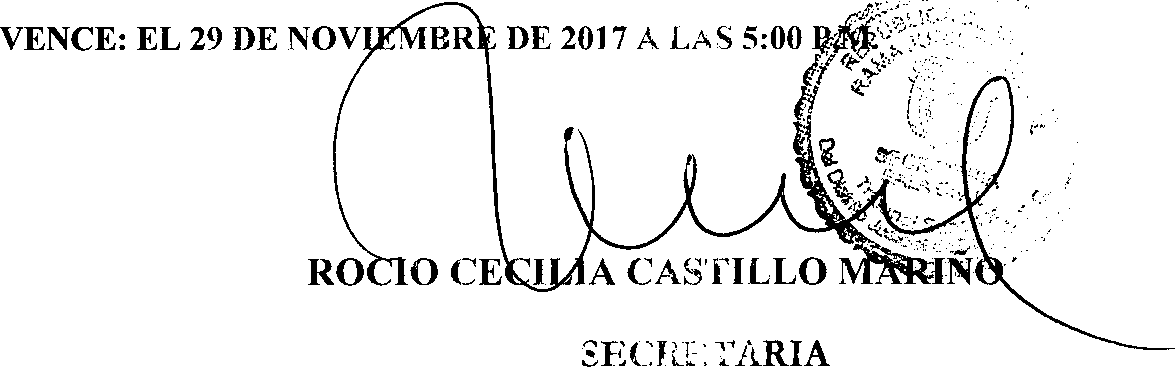 VENCE: EL 29 DE NOVIEMBRE DE 2017 A LAS 5:00 P.M.
ROCIO CECILIA CASTILLO MARIÑO
SECRETARIA